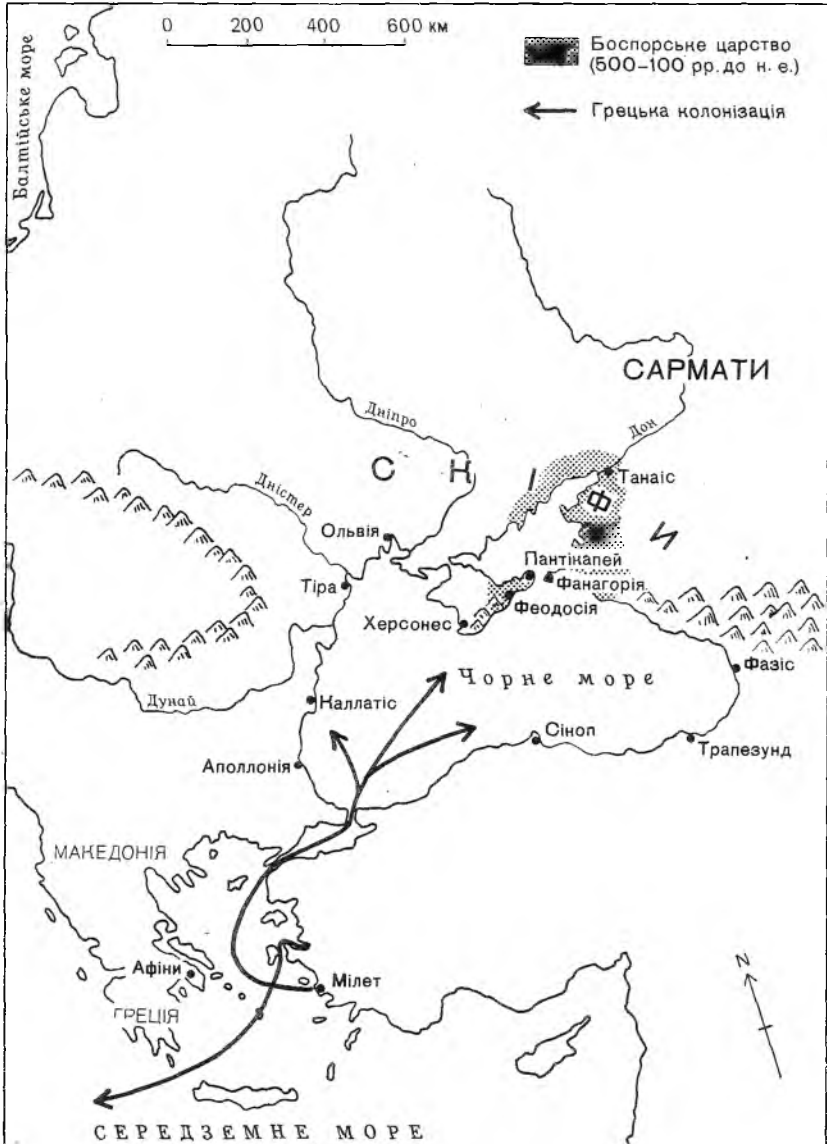 0 200 400 600 км
Боспорське царство
(500–100 рр. до н. е.)
Грецька колонізація
Балтійське море
САРМАТИ
Дніпро
Дон
С Н І Ф И
Танаіс
Дністер
Ольвія
Тіра
Пантікапей
Фанагорія
Феодосія
Херсонес
Фазіс
Чорне море
Дунай
Каллатіс
Сіноп
Трапезунд
Аполлонія
МАКЕДОНІЯ
Афіни
Мілет
ГРЕЦІЯ
N
СЕРЕДЗЕМНЕ МОРЕ